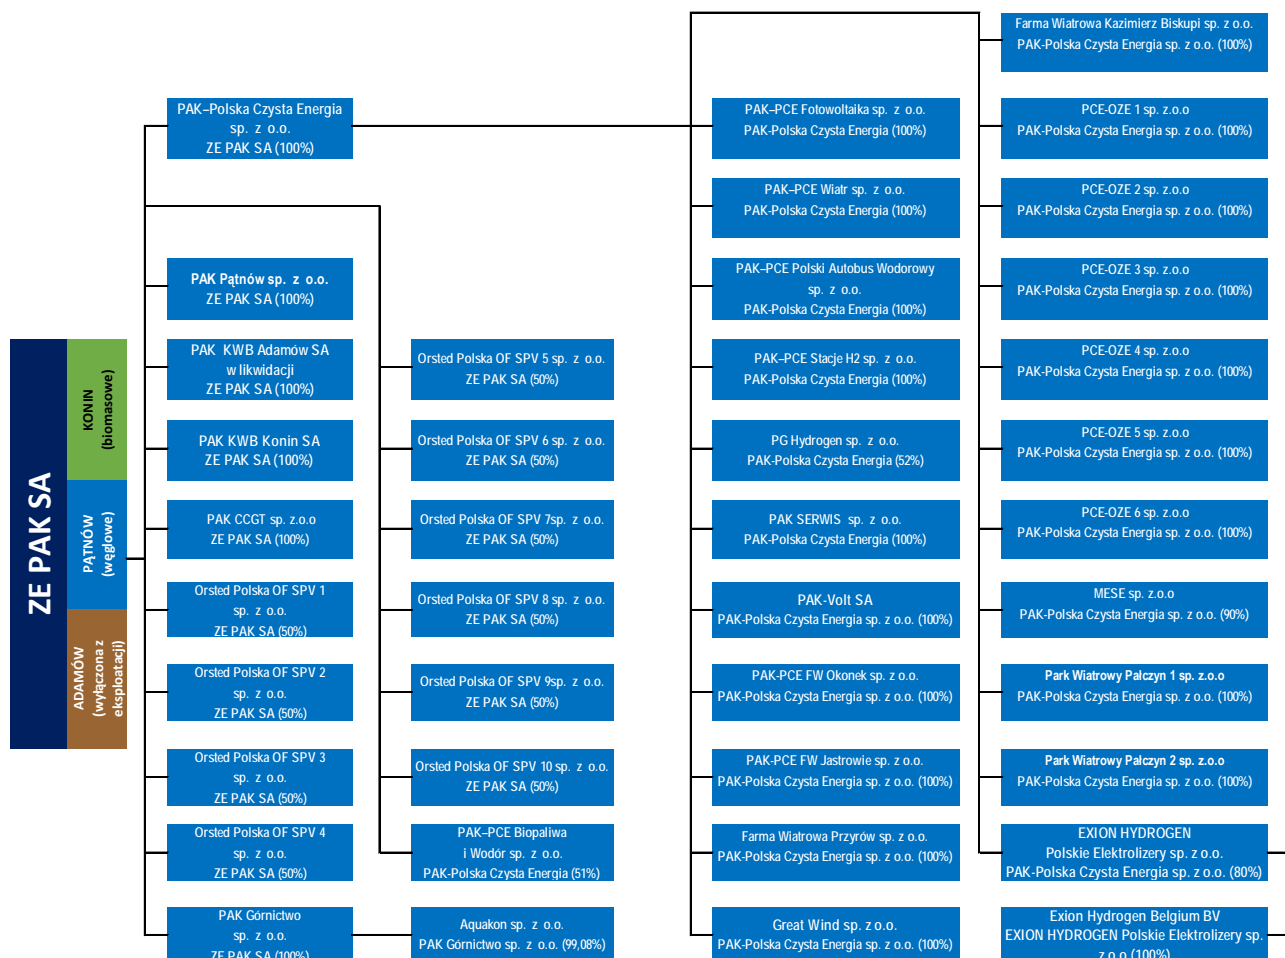 ZE PAK SA
KONIN
(biomasowe)
PĄTNÓW
(węglowe)
ADAMÓW
(wyłączona z
eksploatacji)
PAK–Polska Czysta Energia
sp. z o.o.
ZE PAK SA (100%)
PAK Pątnów sp. z o.o.
ZE PAK SA (100%)
PAK KWB Adamów SA
w likwidacji
ZE PAK SA (100%)
PAK KWB Konin SA
ZE PAK SA (100%)
PAK CCGT sp. z.o.o
ZE PAK SA (100%)
Orsted Polska OF SPV 1
sp. z o.o.
ZE PAK SA (50%)
Orsted Polska OF SPV 2
sp. z o.o.
ZE PAK SA (50%)
Orsted Polska OF SPV 3
sp. z o.o.
ZE PAK SA (50%)
Orsted Polska OF SPV 4
sp. z o.o.
ZE PAK SA (50%)
PAK Górnictwo
sp. z o.o.
ZE PAK SA (100%)
Orsted Polska OF SPV 5 sp. z o.o.
ZE PAK SA (50%)
Orsted Polska OF SPV 6 sp. z o.o.
ZE PAK SA (50%)
Orsted Polska OF SPV 7sp. z o.o.
ZE PAK SA (50%)
Orsted Polska OF SPV 8 sp. z o.o.
ZE PAK SA (50%)
Orsted Polska OF SPV 9sp. z o.o.
ZE PAK SA (50%)
Orsted Polska OF SPV 10 sp. z o.o.
ZE PAK SA (50%)
PAK–PCE Biopaliwa
i Wodór sp. z o.o.
PAK-Polska Czysta Energia (51%)
Aquakon sp. z o.o.
PAK Górnictwo sp. z o.o. (99,08%)
PAK–PCE Fotowoltaika sp. z o.o.
PAK-Polska Czysta Energia (100%)
PAK–PCE Wiatr sp. z o.o.
PAK-Polska Czysta Energia (100%)
PAK–PCE Polski Autobus Wodorowy
sp. z o.o.
PAK-Polska Czysta Energia (100%)
PAK–PCE Stacje H2 sp. z o.o.
PAK-Polska Czysta Energia (100%)
PG Hydrogen sp. z o.o.
PAK-Polska Czysta Energia (52%)
PAK SERWIS sp. z o.o.
PAK-Polska Czysta Energia (100%)
PAK-Volt SA
PAK-Polska Czysta Energia sp. z o.o. (100%)
PAK-PCE FW Okonek sp. z o.o.
PAK-Polska Czysta Energia sp. z o.o. (100%)
PAK-PCE FW Jastrowie sp. z o.o.
PAK-Polska Czysta Energia sp. z o.o. (100%)
Farma Wiatrowa Przyrów sp. z o.o.
PAK-Polska Czysta Energia sp. z o.o. (100%)
Great Wind sp. z o.o.
PAK-Polska Czysta Energia sp. z o.o. (100%)
Farma Wiatrowa Kazimierz Biskupi sp. z o.o.
PAK-Polska Czysta Energia sp. z o.o. (100%)
PCE-OZE 1 sp. z.o.o
PAK-Polska Czysta Energia sp. z o.o. (100%)
PCE-OZE 2 sp. z.o.o
PAK-Polska Czysta Energia sp. z o.o. (100%)
PCE-OZE 3 sp. z.o.o
PAK-Polska Czysta Energia sp. z o.o. (100%)
PCE-OZE 4 sp. z.o.o
PAK-Polska Czysta Energia sp. z o.o. (100%)
PCE-OZE 5 sp. z.o.o
PAK-Polska Czysta Energia sp. z o.o. (100%)
PCE-OZE 6 sp. z.o.o
PAK-Polska Czysta Energia sp. z o.o. (100%)
MESE sp. z.o.o
PAK-Polska Czysta Energia sp. z o.o. (90%)
Park Wiatrowy Pałczyn 1 sp. z.o.o
PAK-Polska Czysta Energia sp. z o.o. (100%)
Park Wiatrowy Pałczyn 2 sp. z.o.o
PAK-Polska Czysta Energia sp. z o.o. (100%)
EXION HYDROGEN
Polskie Elektrolizery sp. z o.o.
PAK-Polska Czysta Energia sp. z o.o. (80%)
Exion Hydrogen Belgium BV
EXION HYDROGEN Polskie Elektrolizery sp.
z o.o (100%)